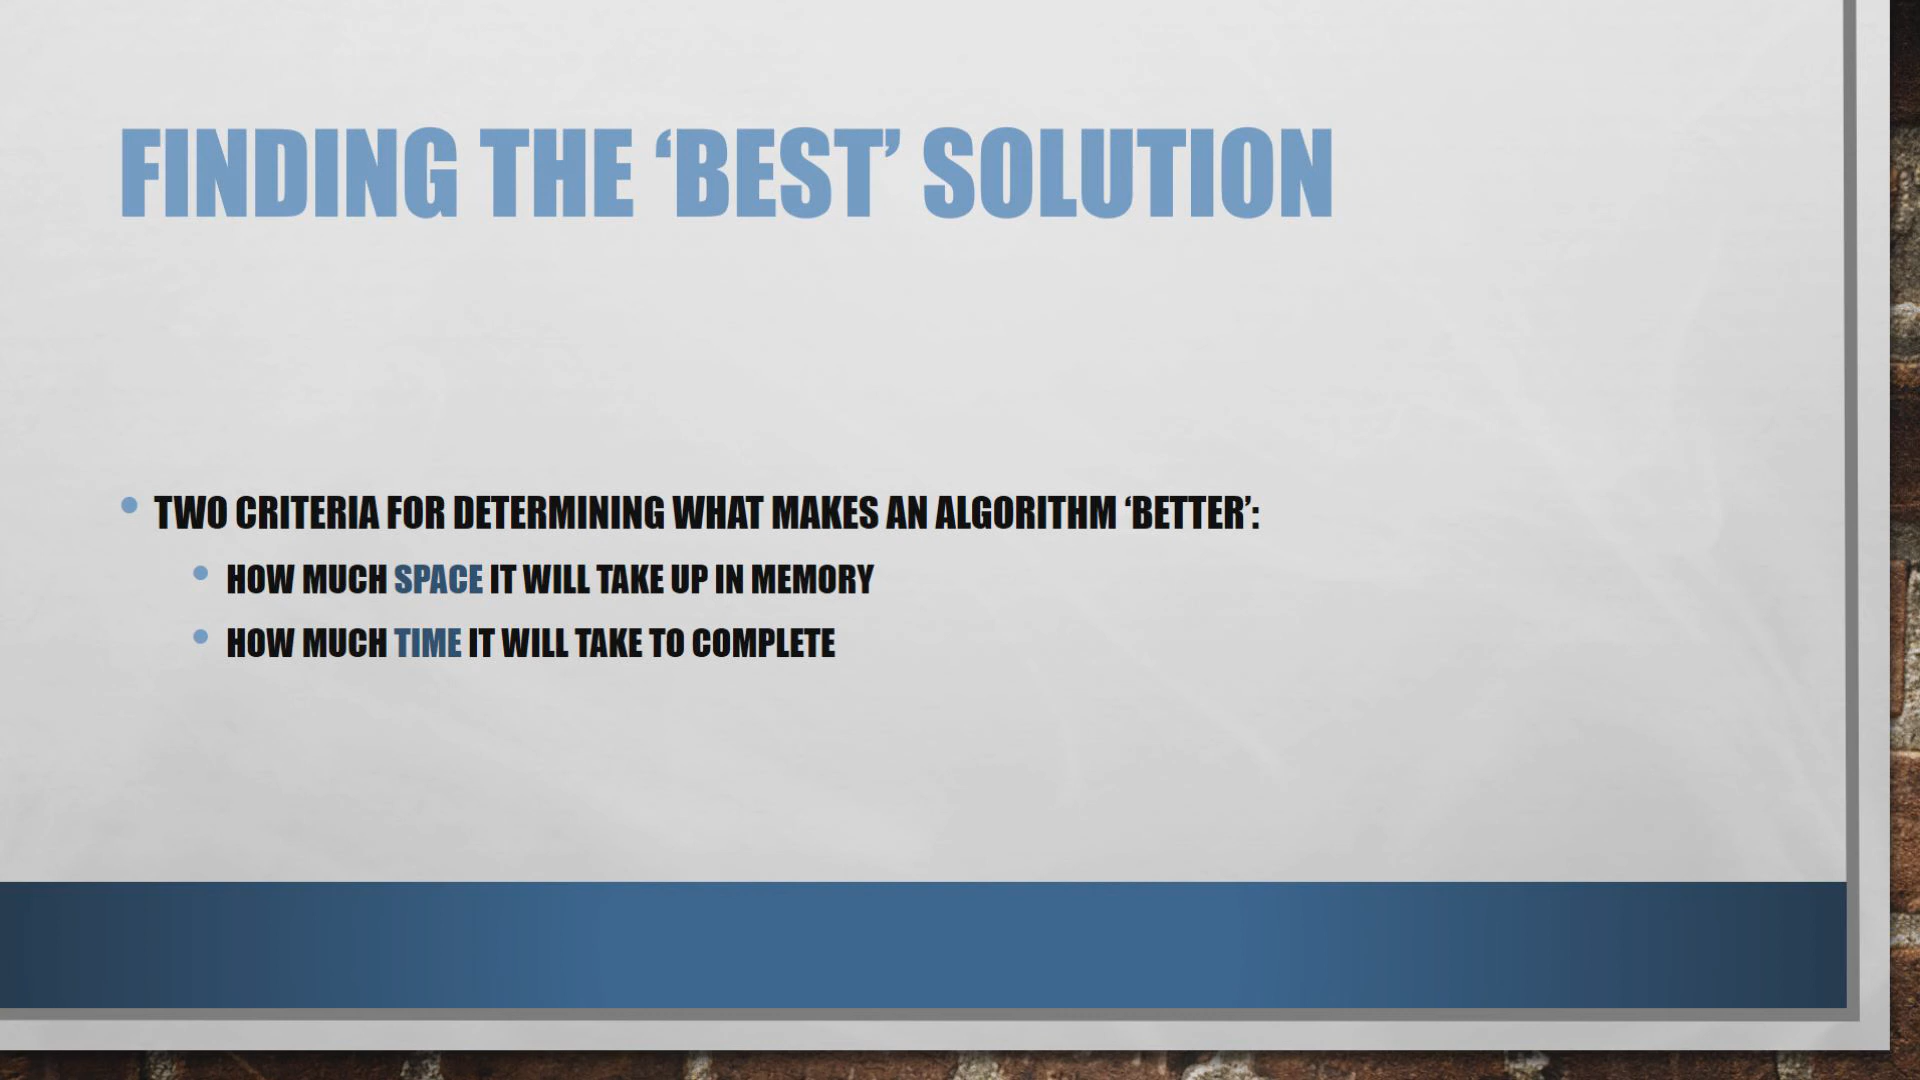 FINDING THE ‘BEST’ SOLUTION
TWO CRITERIA FOR DETERMINING WHAT MAKES AN ALGORITHM ‘BETTER’:
HOW MUCH SPACE IT WILL TAKE UP IN MEMORY
HOW MUCH TIME IT WILL TAKE TO COMPLETE